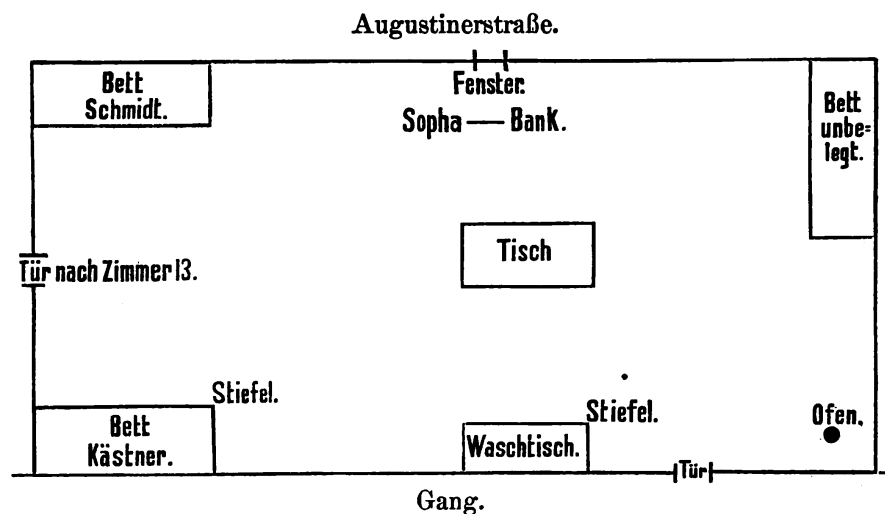 Augustinerstraße.
Bett
Schmidt.
Fenster.
Sopha — Bank.
Bett
unbe=
legt.
Tisch
Tür nach Zimmer 13.
Stiefel.
Bett
Kästner.
Stiefel.
Waschtisch.
Ofen.
Tür
Gang.